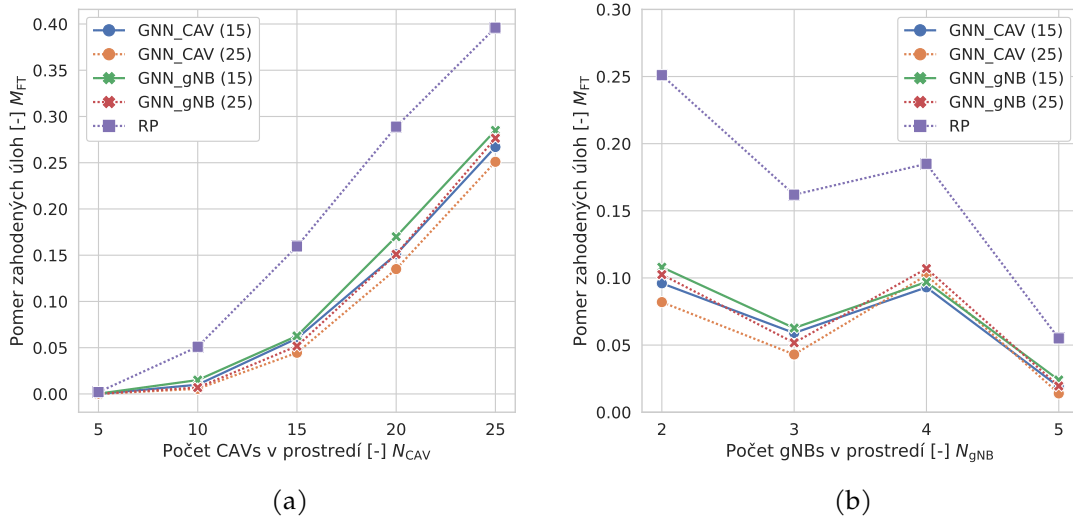 Pomer zahodených úloh [-] M_FT
0.40
0.35
0.30
0.25
0.20
0.15
0.10
0.05
0.00
GNN_CAV (15)
GNN_CAV (25)
GNN_gNB (15)
GNN_gNB (25)
RP
5 10 15 20 25
Počet CAVs v prostredí [-] N_CAV
(a)
Pomer zahodených úloh [-] M_FT
0.30
0.25
0.20
0.15
0.10
0.05
0.00
GNN_CAV (15)
GNN_CAV (25)
GNN_gNB (15)
GNN_gNB (25)
RP
2 3 4 5
Počet gNBs v prostredí [-] N_gNB
(b)